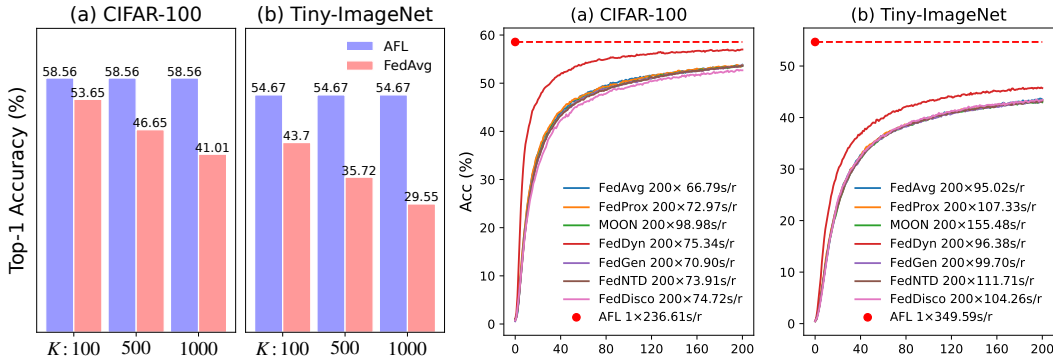 (a) CIFAR-100
(b) Tiny-ImageNet
Top-1 Accuracy (%)
AFL
FedAvg
58.56
53.65
58.56
46.65
58.56
41.01
54.67
43.7
54.67
35.72
54.67
29.55
K: 100
500
1000
K: 100
500
1000
(a) CIFAR-100
Acc (%)
60
50
40
30
20
10
0
FedAvg 200× 66.79s/r
FedProx 200×72.97s/r
MOON 200×98.98s/r
FedDyn 200×75.34s/r
FedGen 200×70.90s/r
FedNTD 200×73.91s/r
FedDisco 200×74.72s/r
AFL 1×236.61s/r
0
40
80
120
160
200
(b) Tiny-ImageNet
50
40
30
20
10
0
FedAvg 200×95.02s/r
FedProx 200×107.33s/r
MOON 200×155.48s/r
FedDyn 200×96.38s/r
FedGen 200×99.70s/r
FedNTD 200×111.71s/r
FedDisco 200×104.26s/r
AFL 1×349.59s/r
0
40
80
120
160
200